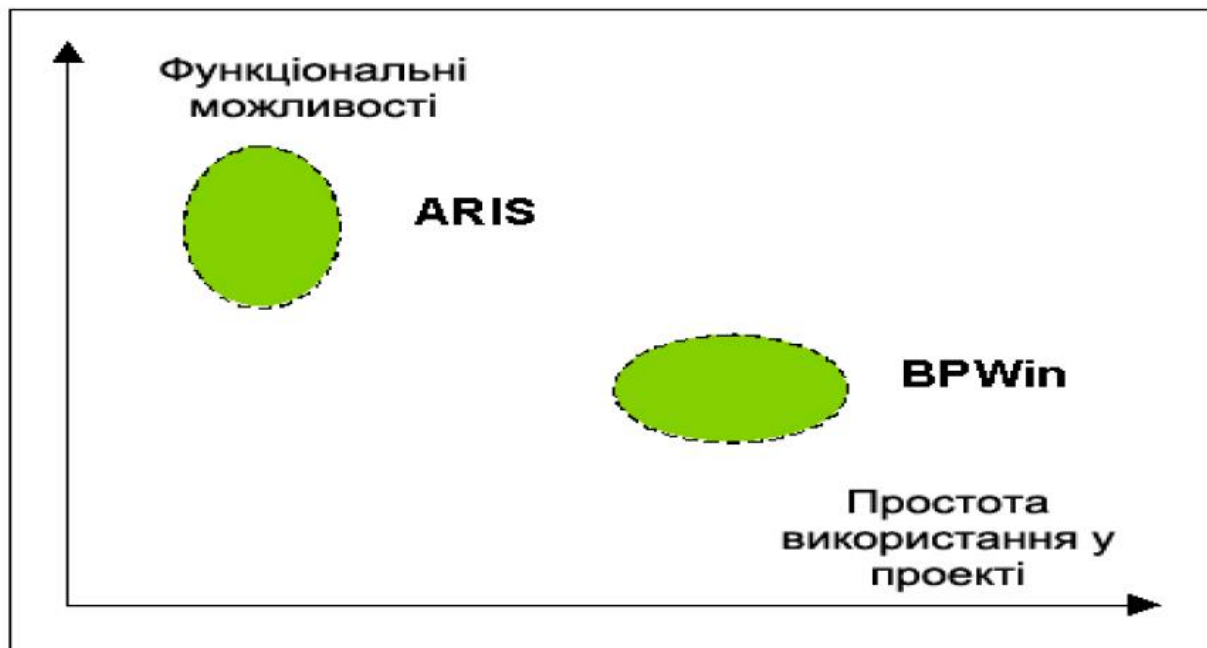 Функціональні
можливості
ARIS
BPWin
Простота
використання у
проекті